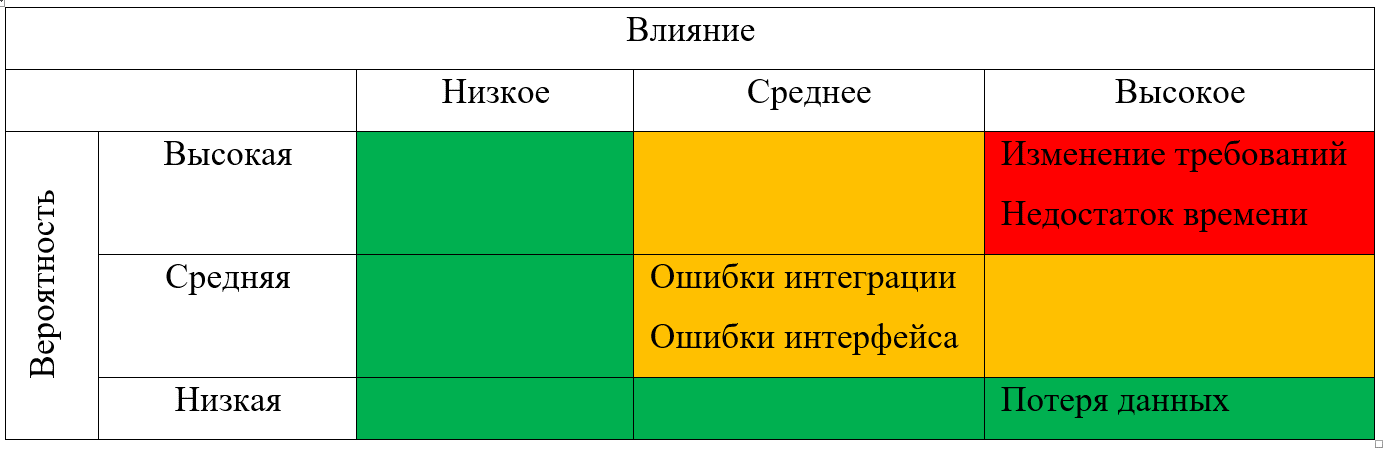 Влияние
Низкое
Среднее
Высокое
Вероятность
Высокая
Изменение требований
Недостаток времени
Средняя
Ошибки интеграции
Ошибки интерфейса
Низкая
Потеря данных